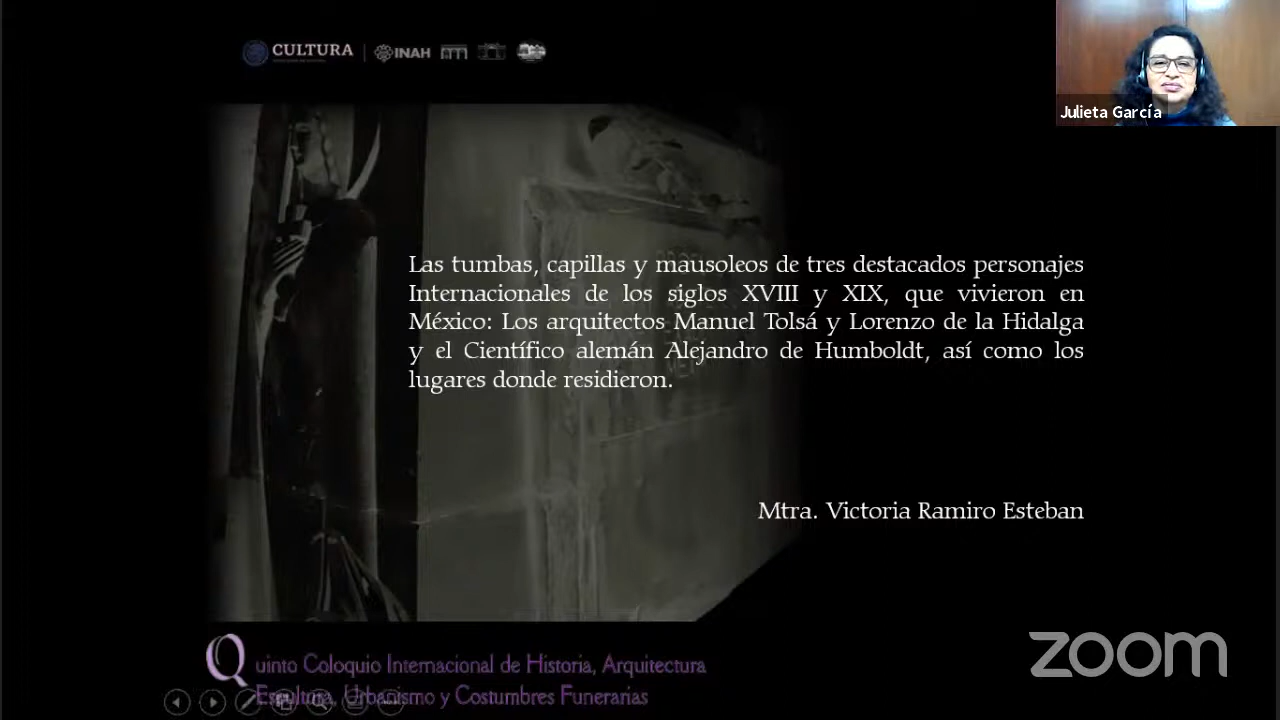 CULTURA
INAH
Julieta García
Las tumbas, capillas y mausoleos de tres destacados personajes
Internacionales de los siglos XVIII y XIX, que vivieron en
México: Los arquitectos Manuel Tolsá y Lorenzo de la Hidalga
y el Científico alemán Alejandro de Humboldt, así como los
lugares donde residieron.
Mtra. Victoria Ramiro Esteban
Quinto Coloquio Internacional de Historia, Arquitectura
Escultura, Urbanismo y Costumbres Funerarias
zoom